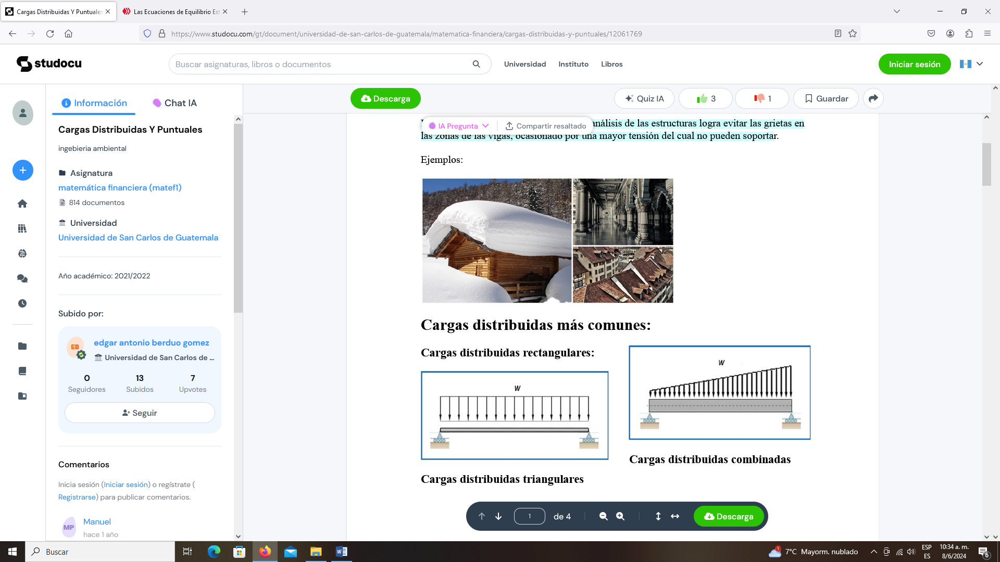 Cargas Distribuidas Y Puntuales
Las Ecuaciones de Equilibrio Est
https://www.studocu.com/gt/document/universidad-de-san-carlos-de-guatemala/matematica-financiera/cargas-distribuidas-y-puntuales/12061769
studocu
Buscar asignaturas, libros o documentos
Universidad
Instituto
Libros
Iniciar sesión
Información
Chat IA
Descarga
Quiz IA
3
1
Guardar
Cargas Distribuidas Y Puntuales
ingebieria ambiental
Asignatura
matemática financiera (matef1)
814 documentos
Universidad
Universidad de San Carlos de Guatemala
Año académico: 2021/2022
Subido por:
EB
edgar antonio berduo gomez
Universidad de San Carlos de ...
0 13 7
Seguidores Subidos Upvotes
Seguir
Comentarios
Inicia sesión (Iniciar sesión) o regístrate (
Registrarse) para publicar comentarios.
MP
Manuel
hace 1 año
IA Pregunta
Compartir resaltado
análisis de las estructuras logra evitar las grietas en
las zonas de las vigas, ocasionado por una mayor tensión del cual no pueden soportar.
Ejemplos:
Cargas distribuidas más comunes:
Cargas distribuidas rectangulares:
W
W
Cargas distribuidas combinadas
Cargas distribuidas triangulares
1 de 4
Descarga
Buscar
1
7°C Mayorm. nublado
ESP
ES
10:34 a. m.
8/6/2024
6